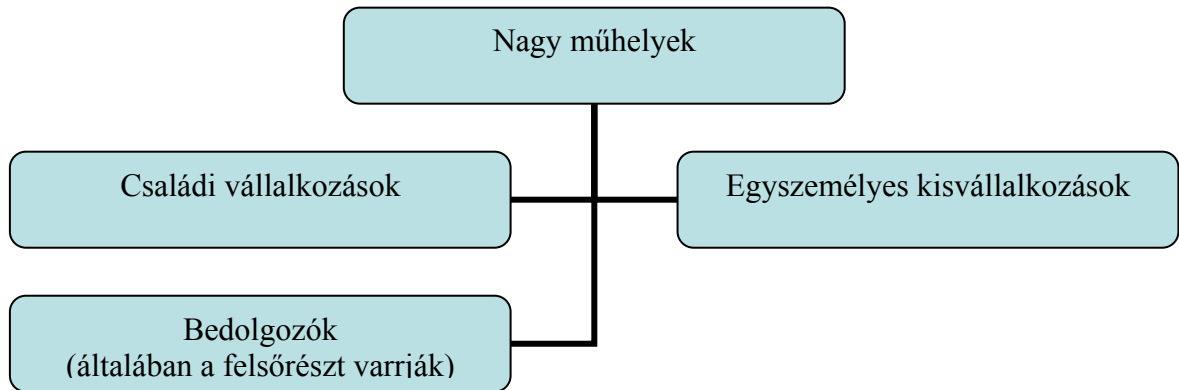 Nagy műhelyek
Családi vállalkozások
Egyszemélyes kisvállalkozások
Bedolgozók
(általában a felsőrészt varrják)